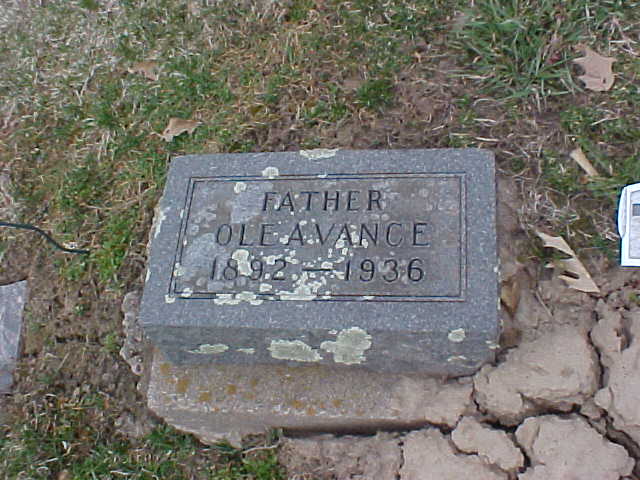 FATHER
OLE A VANCE
1892 — 1936